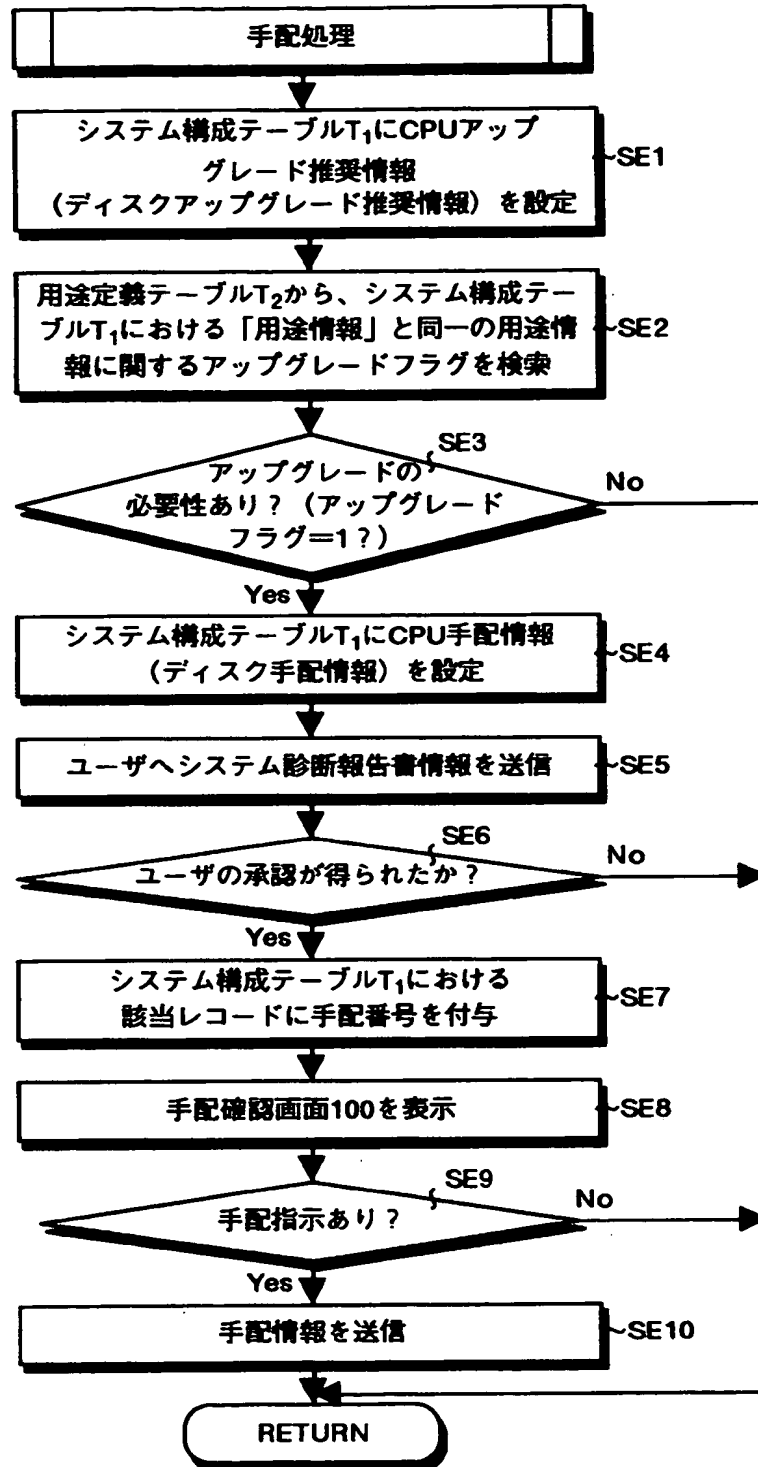 手配処理
システム構成テーブルT₁にCPUアップ
グレード推奨情報
（ディスクアップグレード推奨情報）を設定
SE1
用途定義テーブルT₂から、システム構成テー
ブルT₁における「用途情報」と同一の用途情
報に関するアップグレードフラグを検索
SE2
SE3
アップグレードの
必要性あり？（アップグレード
フラグ＝1？）
No
Yes
システム構成テーブルT₁にCPU手配情報
（ディスク手配情報）を設定
SE4
ユーザへシステム診断報告書情報を送信
SE5
SE6
ユーザの承認が得られたか？
No
Yes
システム構成テーブルT₁における
該当レコードに手配番号を付与
SE7
手配確認画面100を表示
SE8
SE9
手配指示あり？
No
Yes
手配情報を送信
SE10
RETURN